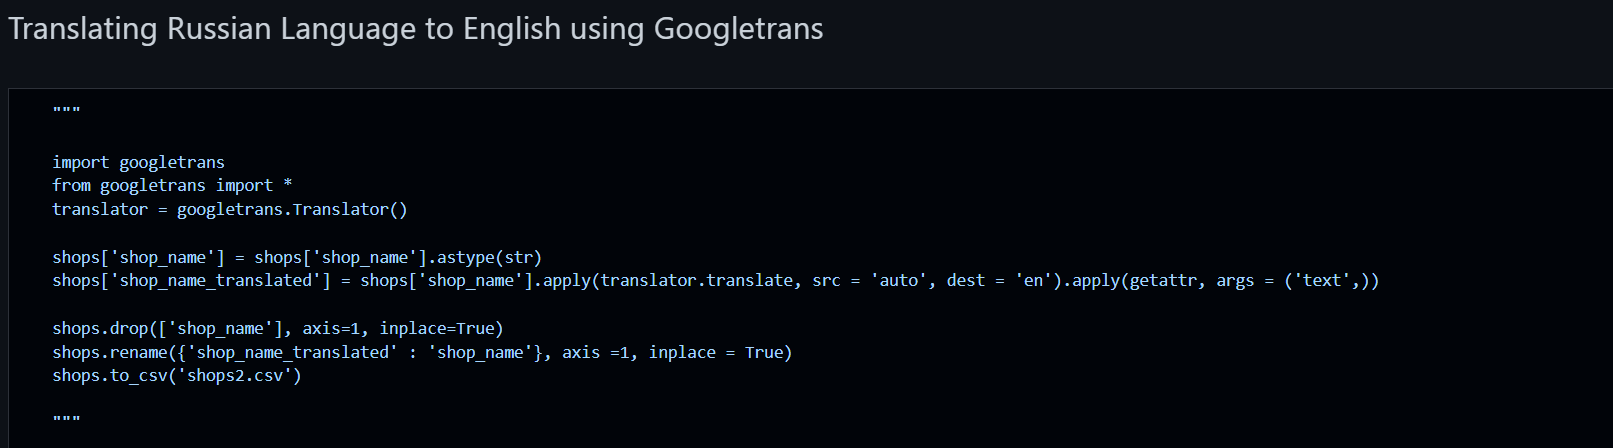 Translating Russian Language to English using Googletrans
"""
import googletrans
from googletrans import *
translator = googletrans.Translator()
shops['shop_name'] = shops['shop_name'].astype(str)
shops['shop_name_translated'] = shops['shop_name'].apply(translator.translate, src = 'auto', dest = 'en').apply(getattr, args = ('text',))
shops.drop(['shop_name'], axis=1, inplace=True)
shops.rename({'shop_name_translated' : 'shop_name'}, axis =1, inplace = True)
shops.to_csv('shops2.csv')
"""